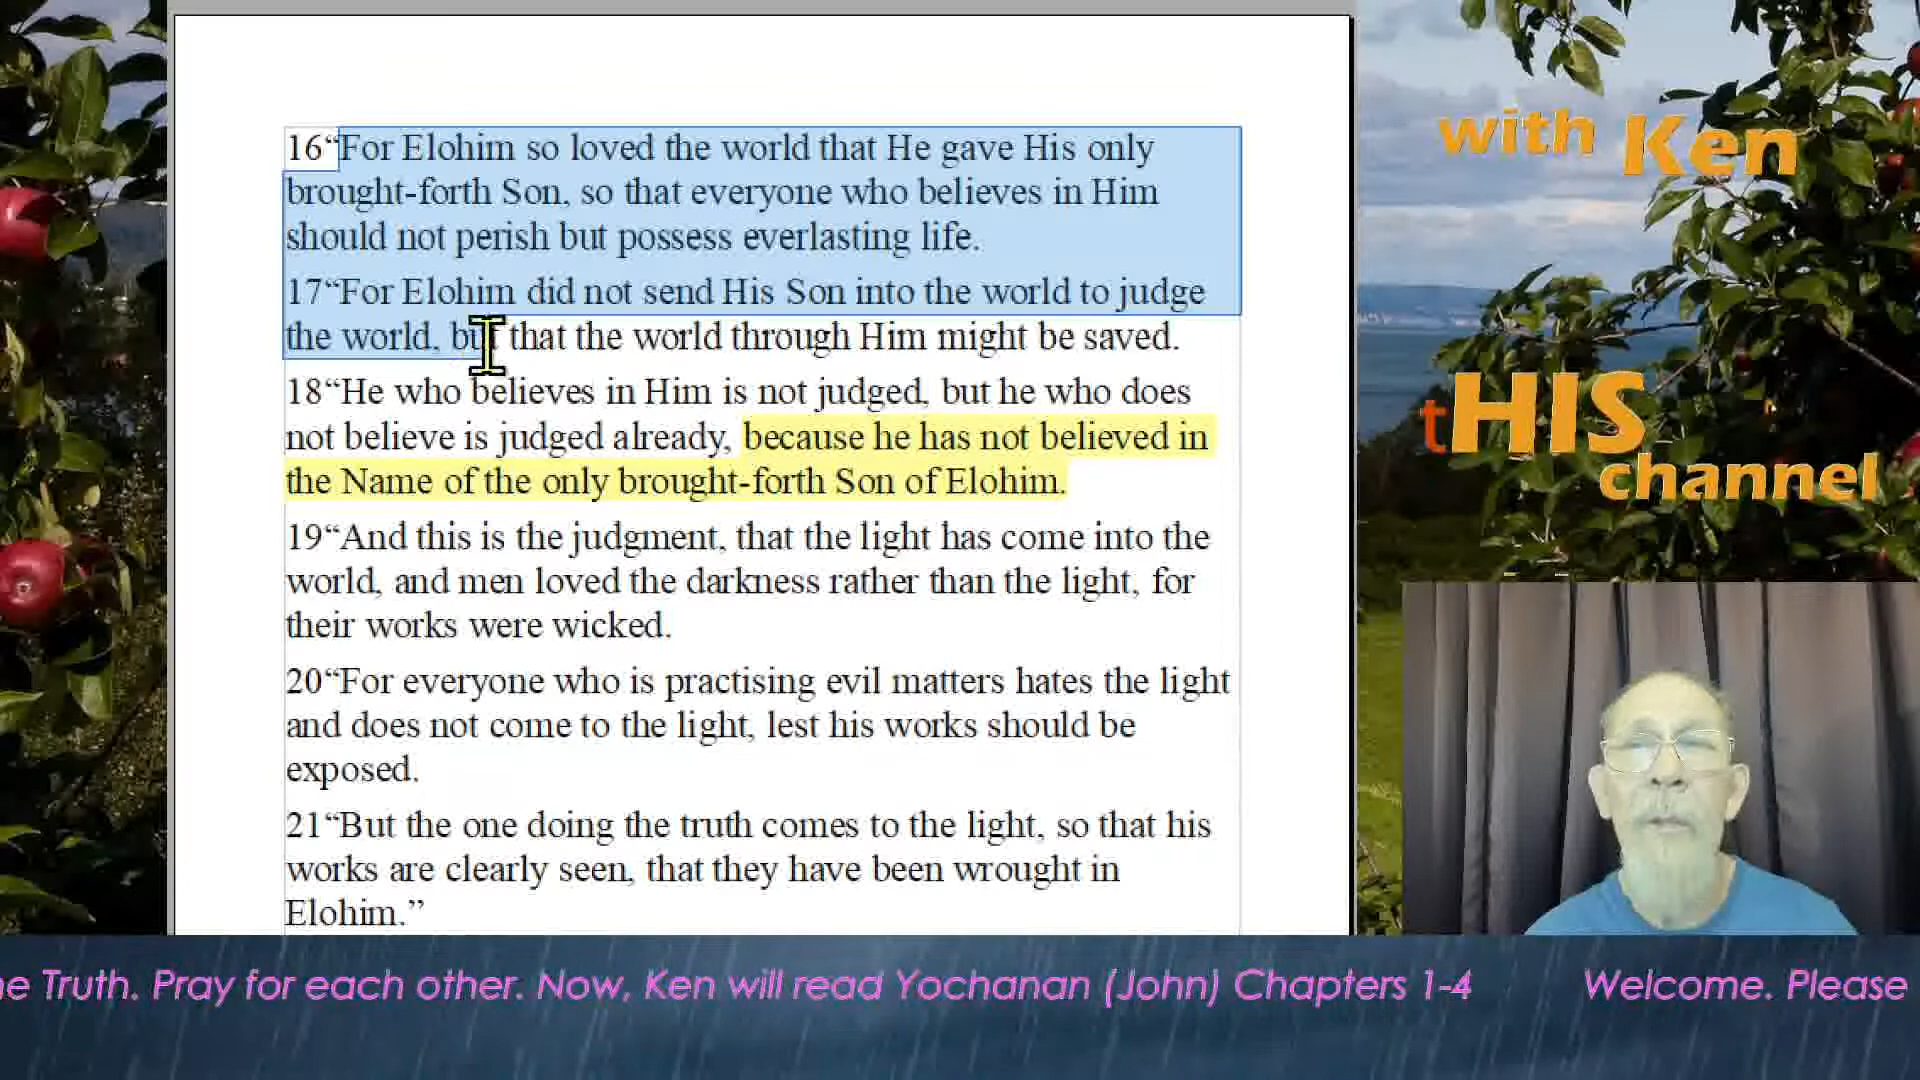 16“For Elohim so loved the world that He gave His only
brought-forth Son, so that everyone who believes in Him
should not perish but possess everlasting life.
17“For Elohim did not send His Son into the world to judge
the world, but that the world through Him might be saved.
18“He who believes in Him is not judged, but he who does
not believe is judged already, because he has not believed in
the Name of the only brought-forth Son of Elohim.
19“And this is the judgment, that the light has come into the
world, and men loved the darkness rather than the light, for
their works were wicked.
20“For everyone who is practising evil matters hates the light
and does not come to the light, lest his works should be
exposed.
21“But the one doing the truth comes to the light, so that his
works are clearly seen, that they have been wrought in
Elohim.”
with Ken
tHIS
channel
Truth. Pray for each other. Now, Ken will read Yochanan (John) Chapters 1-4 Welcome. Please